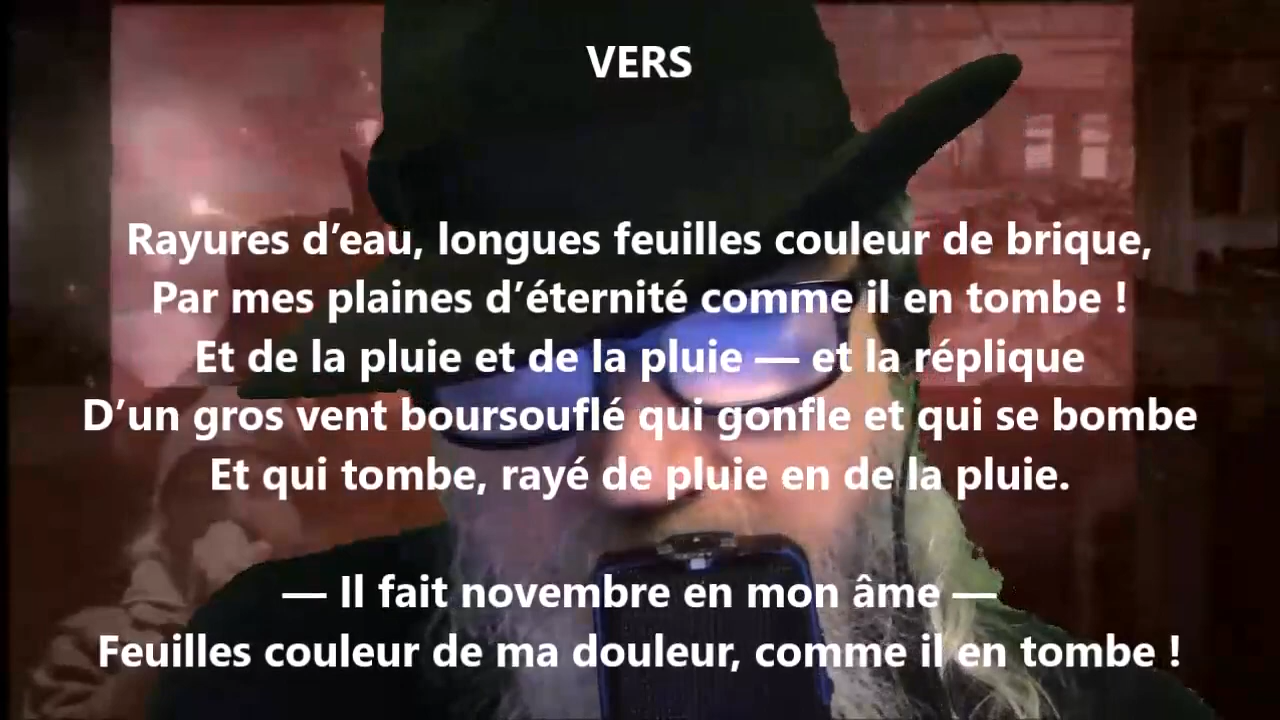 VERS
Rayures d’eau, longues feuilles couleur de brique,
Par mes plaines d’éternité comme il en tombe !
Et de la pluie et de la pluie — et la réplique
D’un gros vent boursouflé qui gonfle et qui se bombe
Et qui tombe, rayé de pluie en de la pluie.
— Il fait novembre en mon âme —
Feuilles couleur de ma douleur, comme il en tombe !